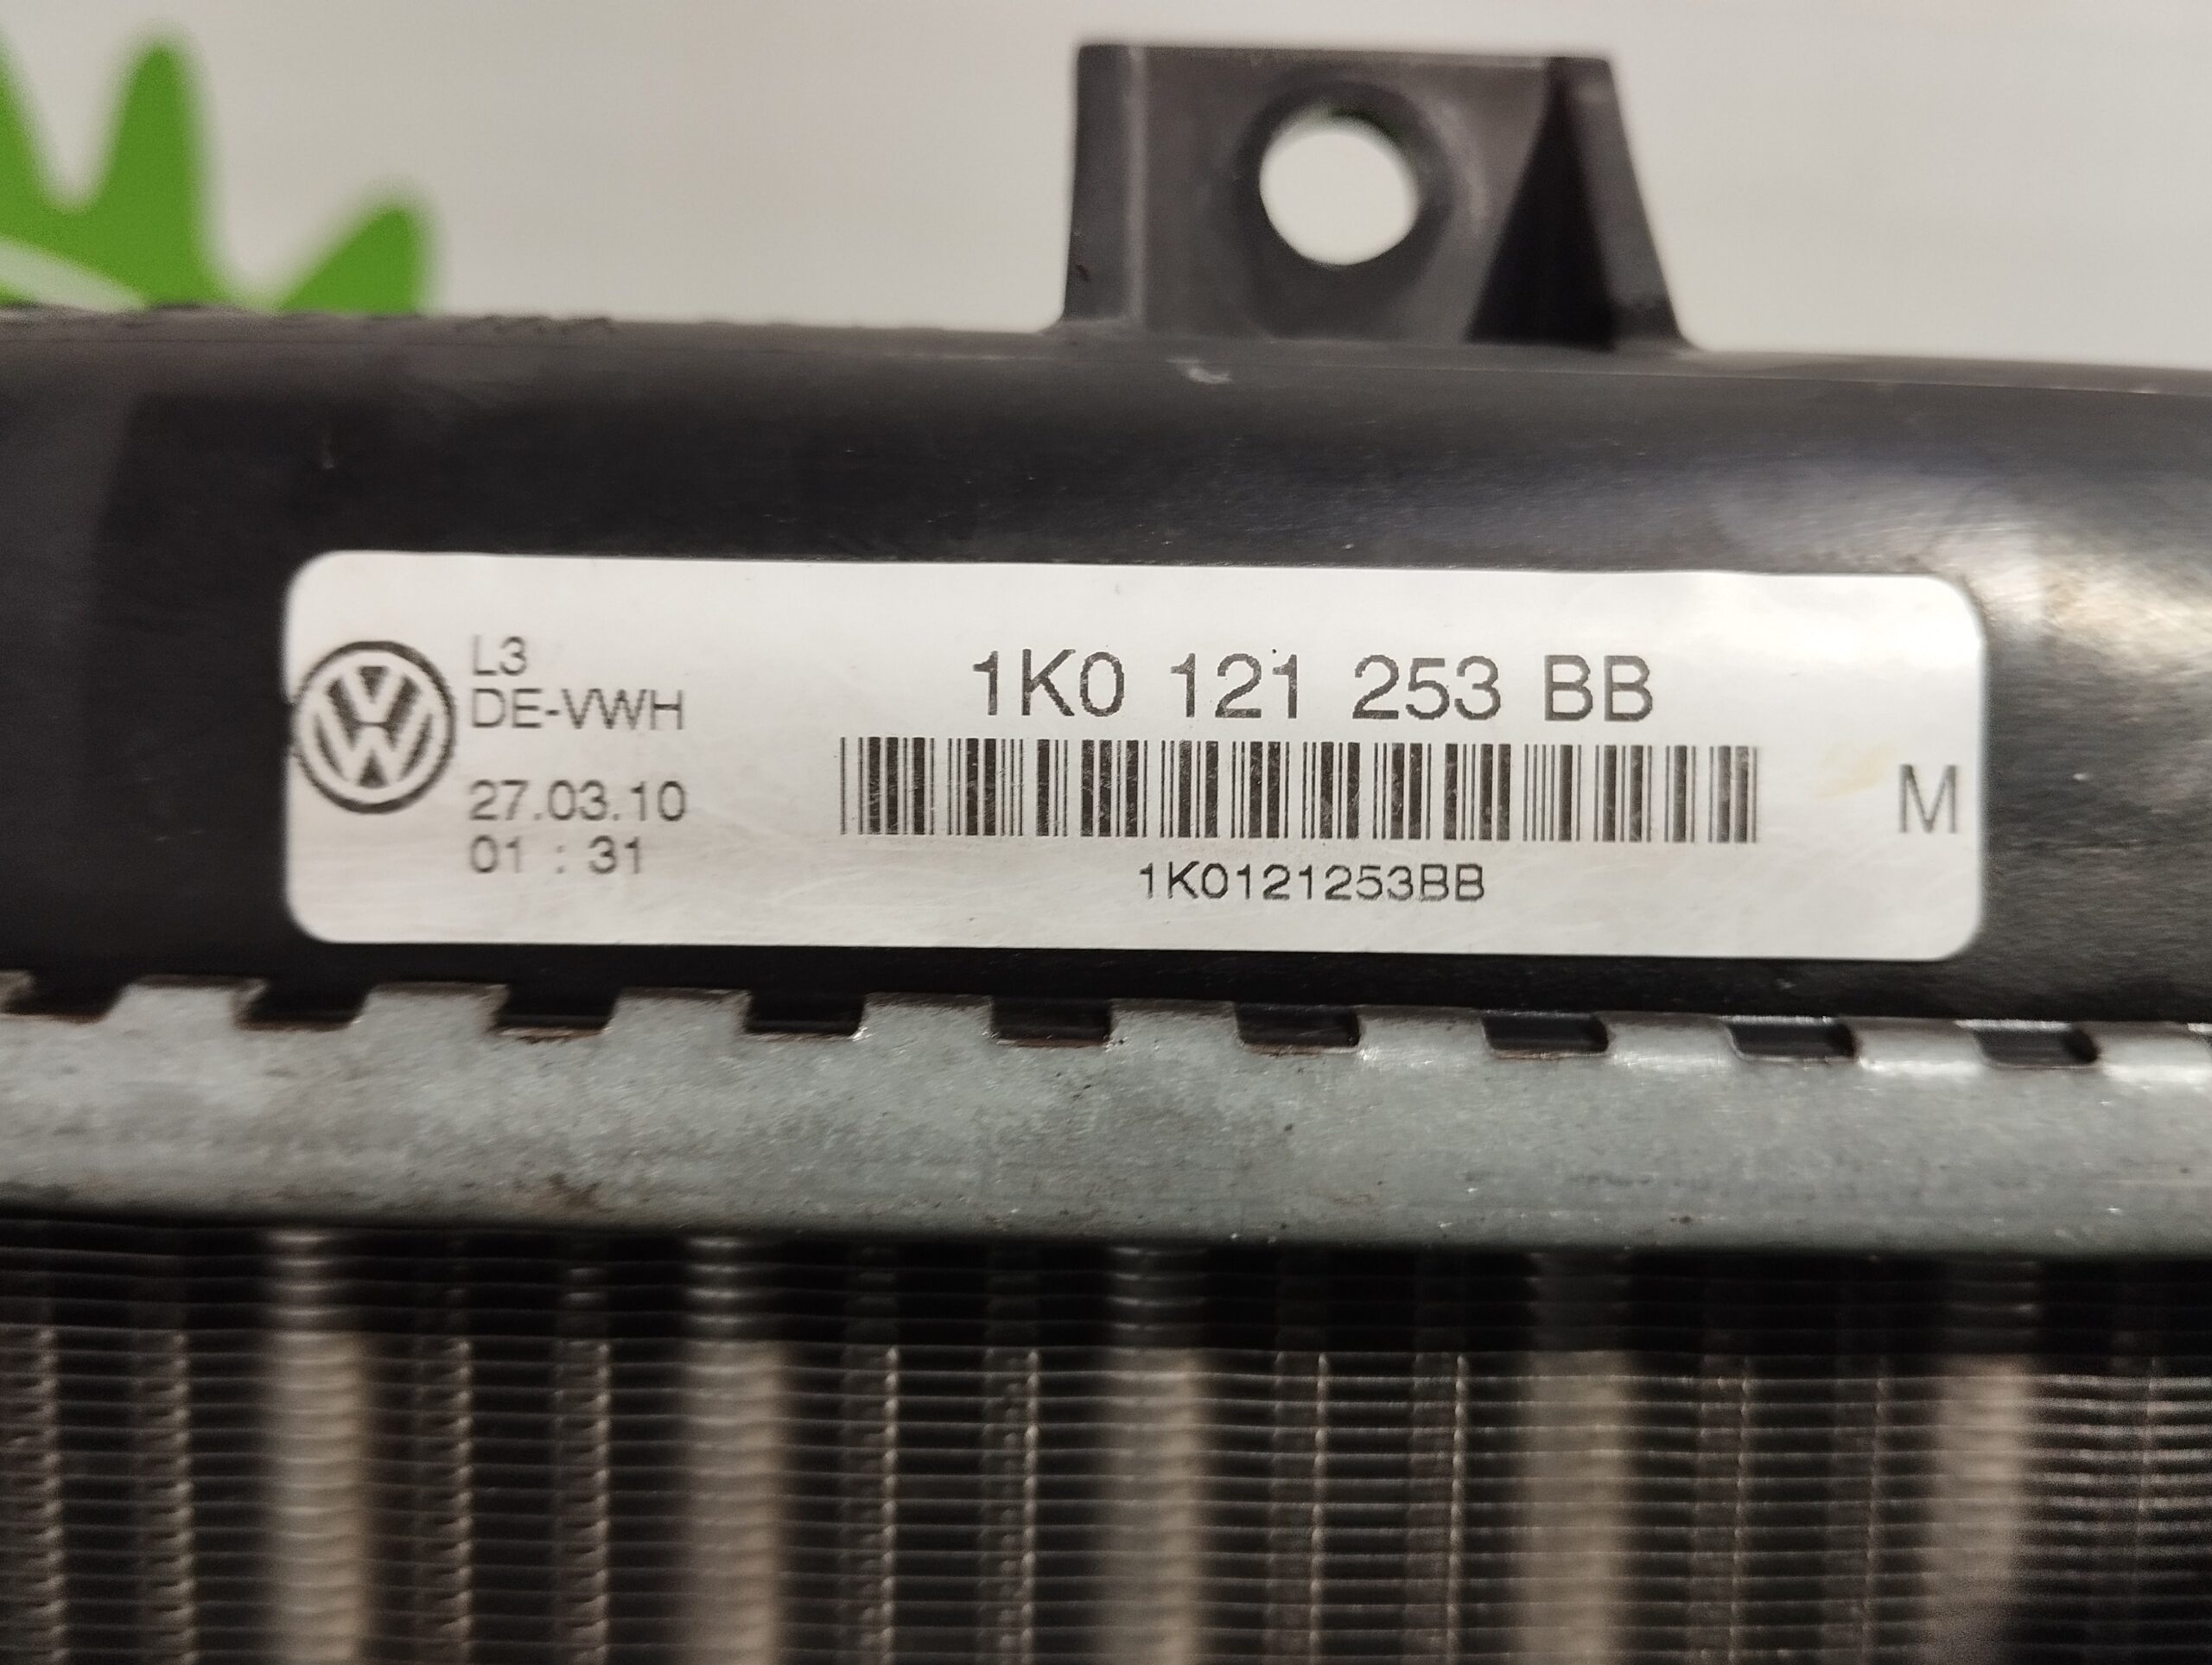 L3
DE-VWH
27.03.10
01 : 31
1K0 121 253 BB
1K0121253BB
M